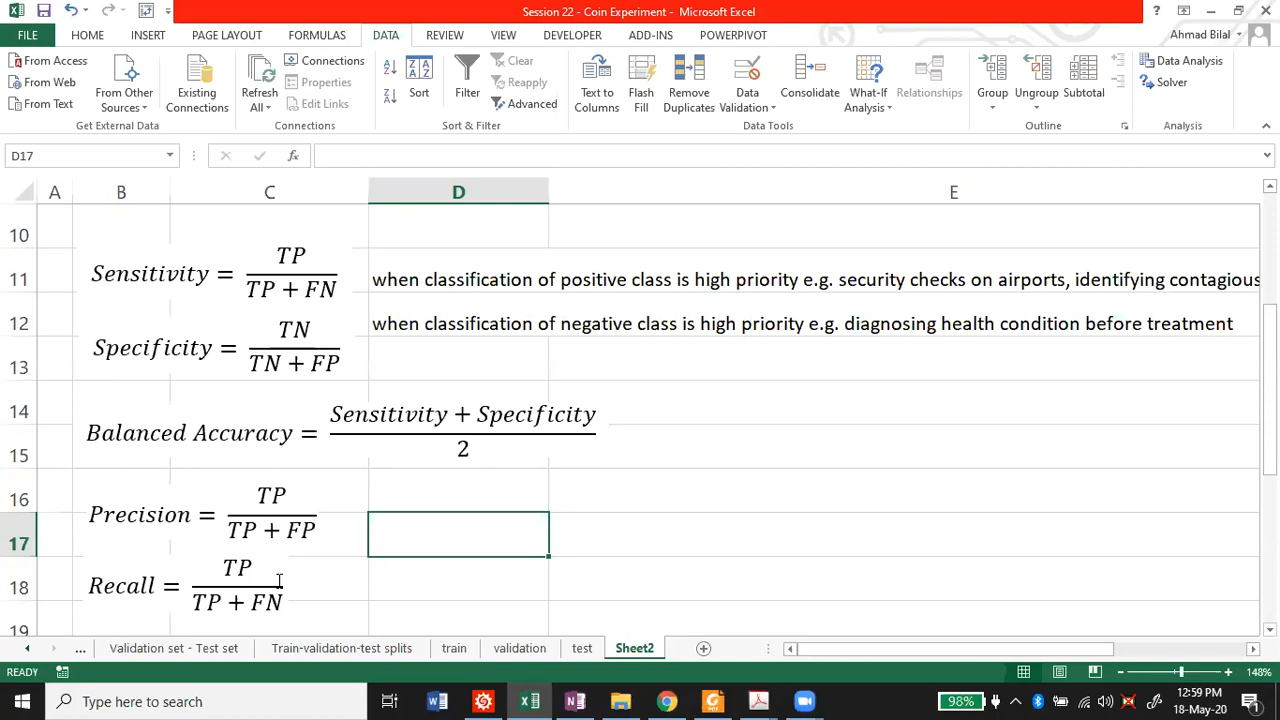 Session 22 - Coin Experiment - Microsoft Excel
?
FILE HOME INSERT PAGE LAYOUT FORMULAS DATA REVIEW VIEW DEVELOPER ADD-INS POWERPIVOT Ahmad Bilal
From Access
From Web
From Text
From Other Sources
Existing Connections
Get External Data
Refresh All
Connections
Properties
Edit Links
Connections
Sort
Filter
Clear
Reapply
Advanced
Sort & Filter
Text to Columns
Flash Fill
Remove Duplicates
Data Validation
Consolidate
What-If Analysis
Relationships
Data Tools
Group
Ungroup
Subtotal
Outline
Data Analysis
Solver
Analysis
D17 fx
A B C D E
10
11
12
13
14
15
16
17
18
19
Sensitivity = TP / TP + FN
when classification of positive class is high priority e.g. security checks on airports, identifying contagious
when classification of negative class is high priority e.g. diagnosing health condition before treatment
Specificity = TN / TN + FP
Balanced Accuracy = Sensitivity + Specificity / 2
Precision = TP / TP + FP
Recall = TP / TP + FN
... Validation set - Test set Train-validation-test splits train validation test Sheet2
READY 148%
Type here to search
98%
12:59 PM
18-May-20
1